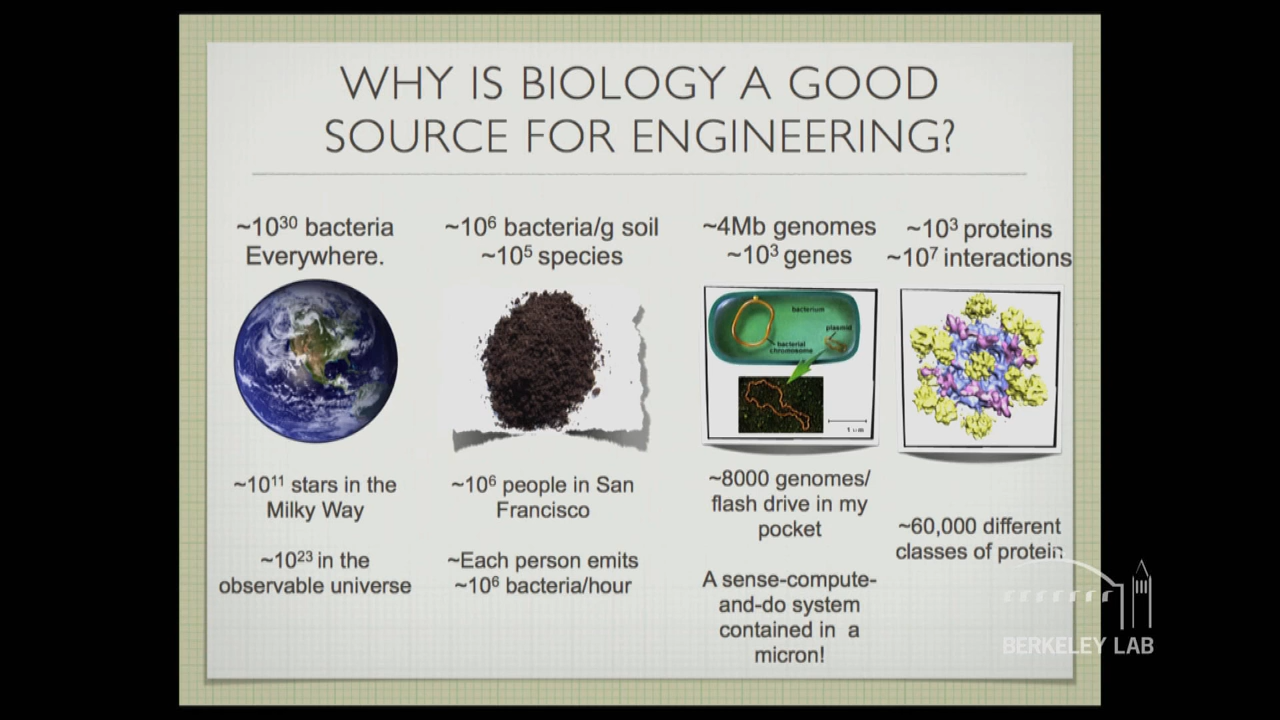 WHY IS BIOLOGY A GOOD
SOURCE FOR ENGINEERING?
~10³⁰ bacteria
Everywhere.
~10¹¹ stars in the
Milky Way
~10²³ in the
observable universe
~10⁶ bacteria/g soil
~10⁵ species
~10⁶ people in San
Francisco
~Each person emits
~10⁶ bacteria/hour
~4Mb genomes
~10³ genes
bacterium
plasmid
bacterial
chromosome
~8000 genomes/
flash drive in my
pocket
A sense-compute-
and-do system
contained in a
micron!
~10³ proteins
~10⁷ interactions
~60,000 different
classes of protein
BERKELEY LAB